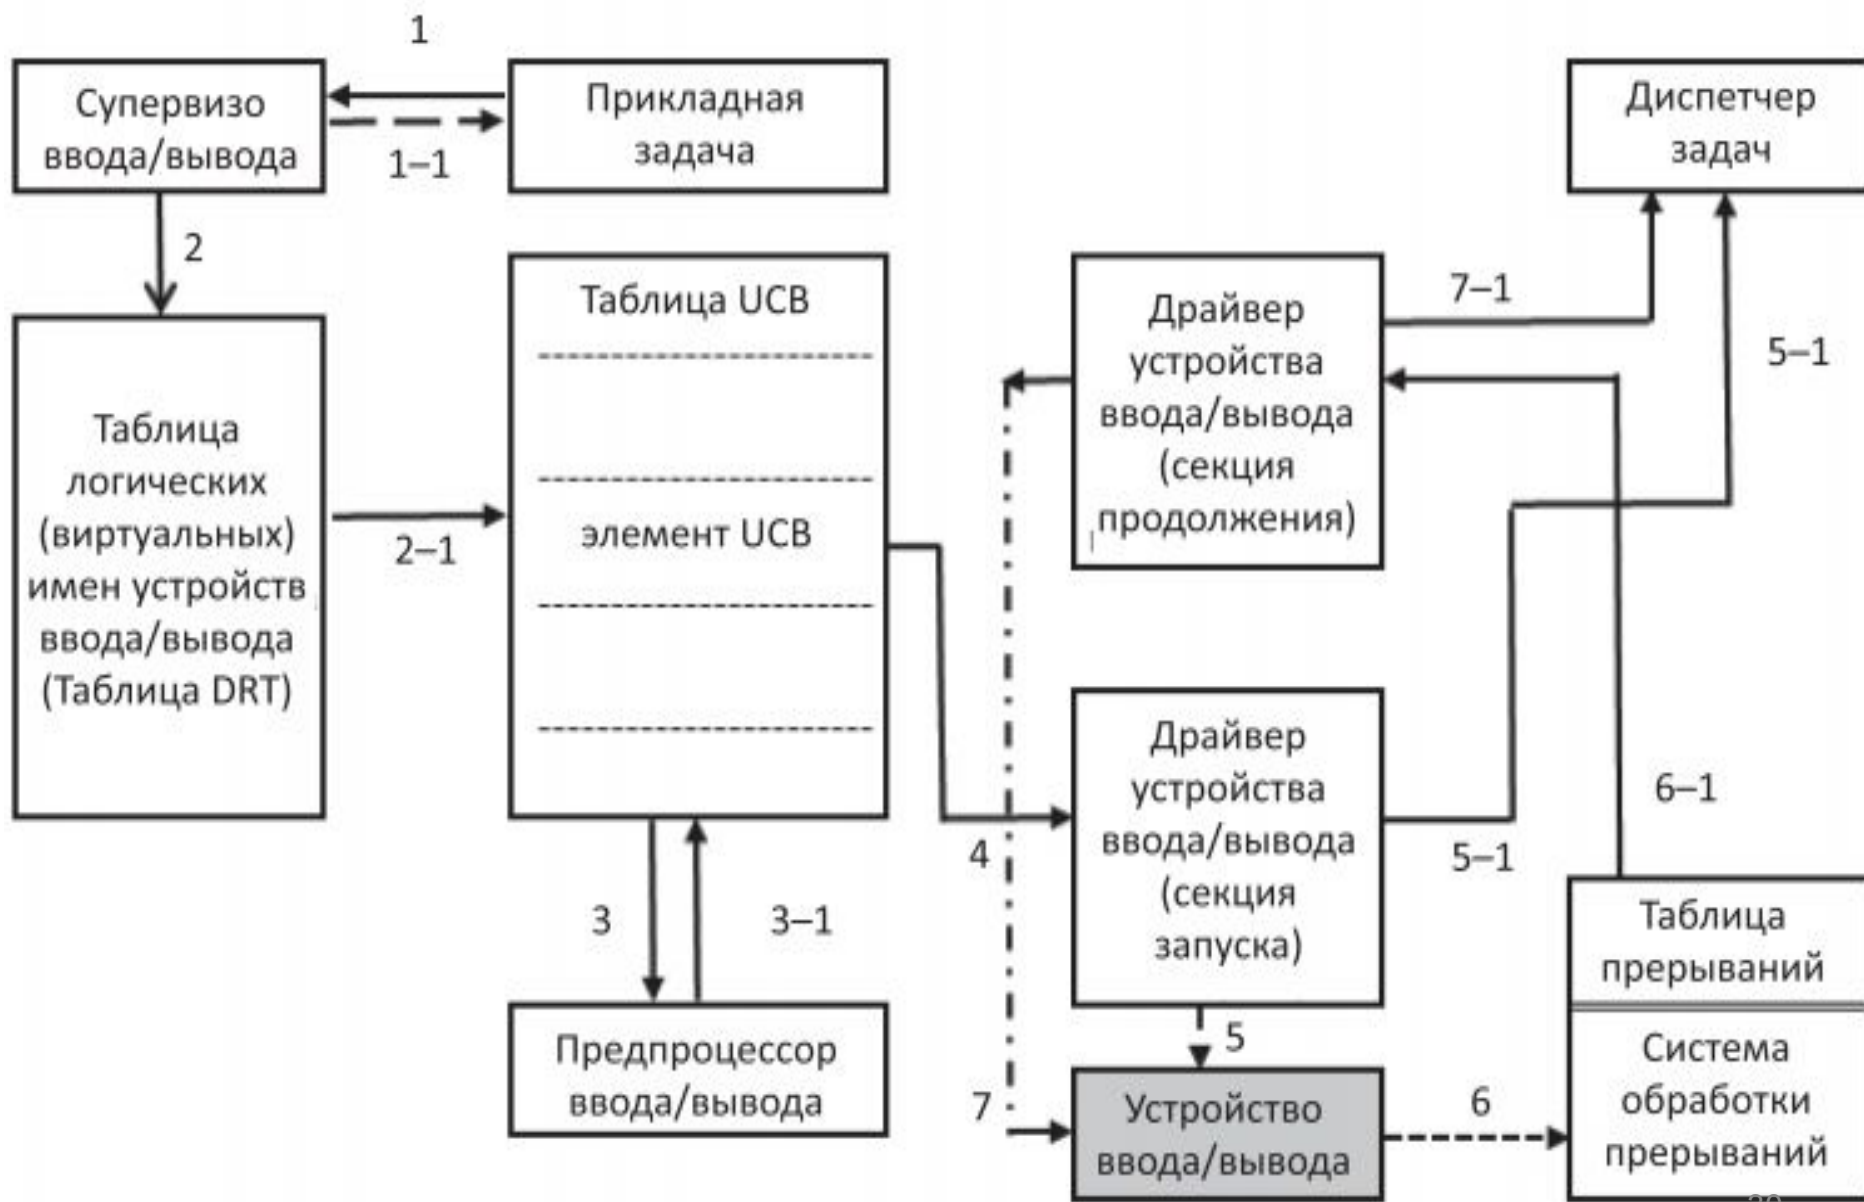 1
Супервизо
ввода/вывода
1–1
Прикладная
задача
Диспетчер
задач
2
Таблица
логических
(виртуальных)
имен устройств
ввода/вывода
(Таблица DRT)
2–1
Таблица UCB
элемент UCB
3
3–1
Предпроцессор
ввода/вывода
Драйвер
устройства
ввода/вывода
(секция
продолжения)
7–1
5–1
4
Драйвер
устройства
ввода/вывода
(секция
запуска)
5–1
6–1
5
7
Устройство
ввода/вывода
6
Таблица
прерываний
Система
обработки
прерываний